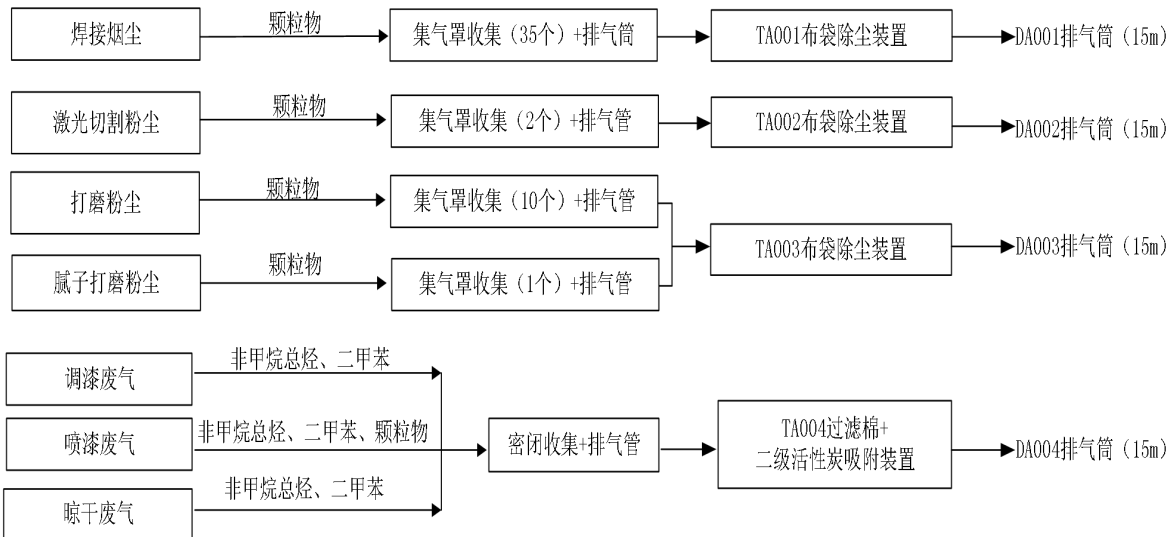 焊接烟尘
颗粒物
集气罩收集（35个）+排气筒
TA001布袋除尘装置
DA001排气筒（15m）
激光切割粉尘
颗粒物
集气罩收集（2个）+排气管
TA002布袋除尘装置
DA002排气筒（15m）
打磨粉尘
颗粒物
集气罩收集（10个）+排气管
腻子打磨粉尘
颗粒物
集气罩收集（1个）+排气管
TA003布袋除尘装置
DA003排气筒（15m）
调漆废气
非甲烷总烃、二甲苯
喷漆废气
非甲烷总烃、二甲苯、颗粒物
晾干废气
非甲烷总烃、二甲苯
密闭收集+排气管
TA004过滤棉+
二级活性炭吸附装置
DA004排气筒（15m）